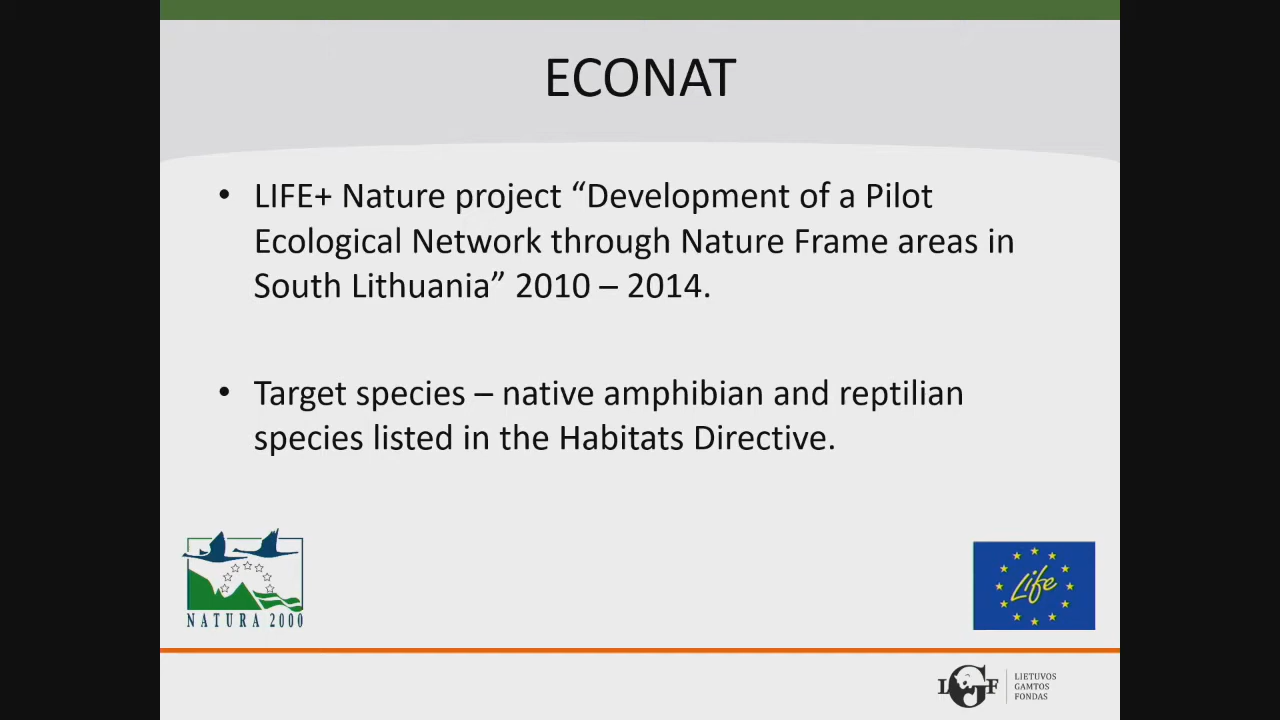 ECONAT
• LIFE+ Nature project “Development of a Pilot
Ecological Network through Nature Frame areas in
South Lithuania” 2010 – 2014.
• Target species – native amphibian and reptilian
species listed in the Habitats Directive.
NATURA 2000
Life
LGF
LIETUVOS
GAMTOS
FONDAS